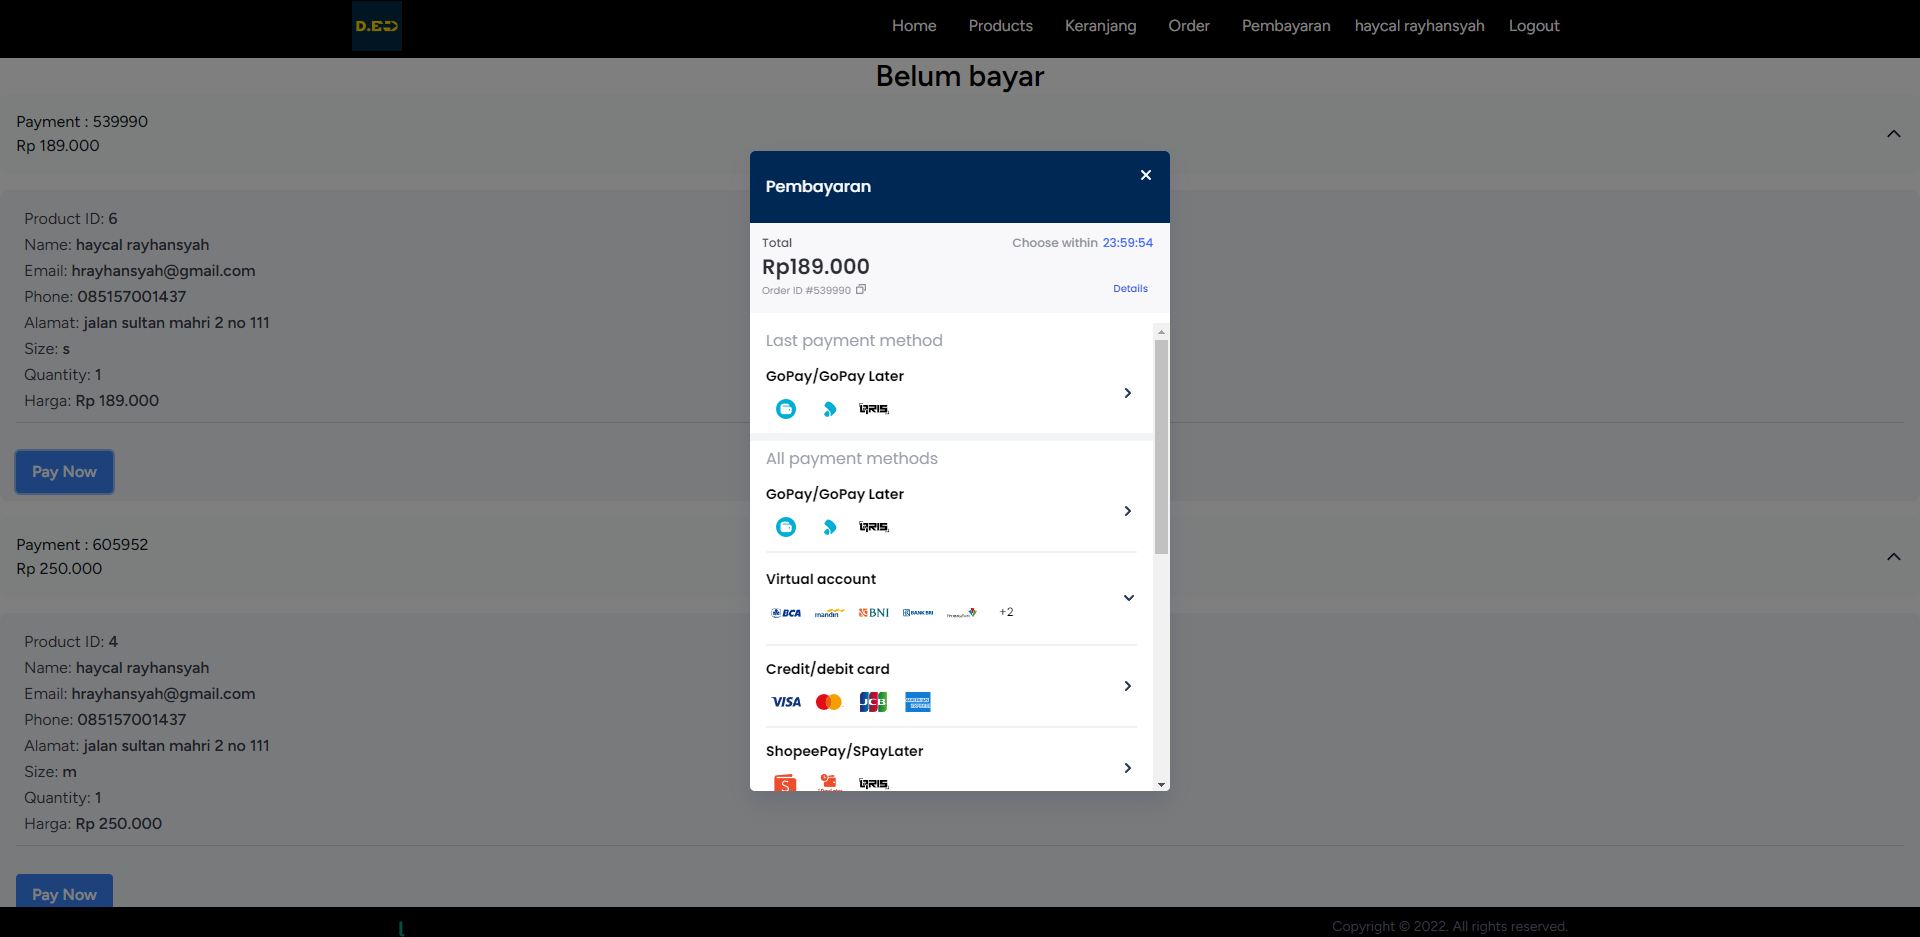 D.E
Home Products Keranjang Order Pembayaran haycal rayhansyah Logout
Belum bayar
Payment : 539990
Rp 189.000
Product ID: 6
Name: haycal rayhansyah
Email: hrayhansyah@gmail.com
Phone: 085157001437
Alamat: jalan sultan mahri 2 no 111
Size: s
Quantity: 1
Harga: Rp 189.000
Pay Now
Payment : 605952
Rp 250.000
Product ID: 4
Name: haycal rayhansyah
Email: hrayhansyah@gmail.com
Phone: 085157001437
Alamat: jalan sultan mahri 2 no 111
Size: m
Quantity: 1
Harga: Rp 250.000
Pay Now
Pembayaran
Total
Choose within 23:59:54
Rp189.000
Order ID #539990
Details
Last payment method
GoPay/GoPay Later
QRIS
All payment methods
GoPay/GoPay Later
QRIS
Virtual account
BCA mandiri BNI BANK BRI PermataBank +2
Credit/debit card
VISA JCB
ShopeePay/SPayLater
S QRIS
Copyright © 2022. All rights reserved.